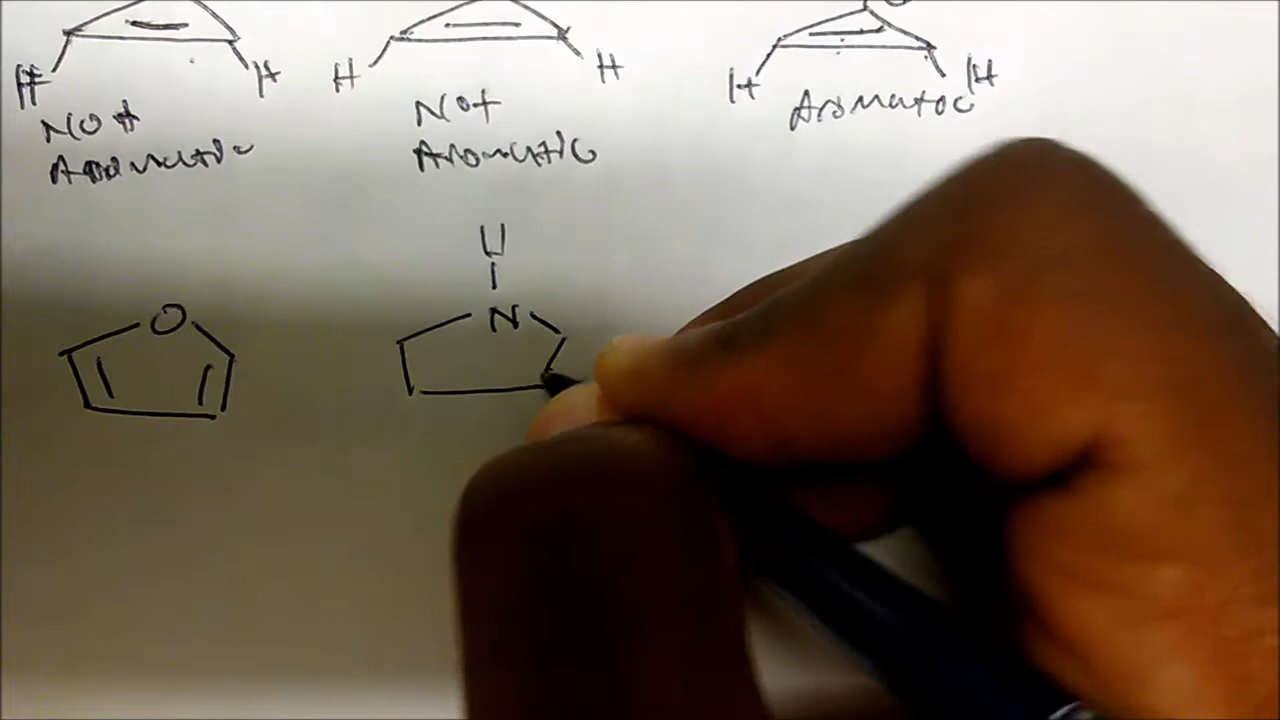 H H H H H H
Not Aromatic
Not Aromatic
Aromatic
H
O N